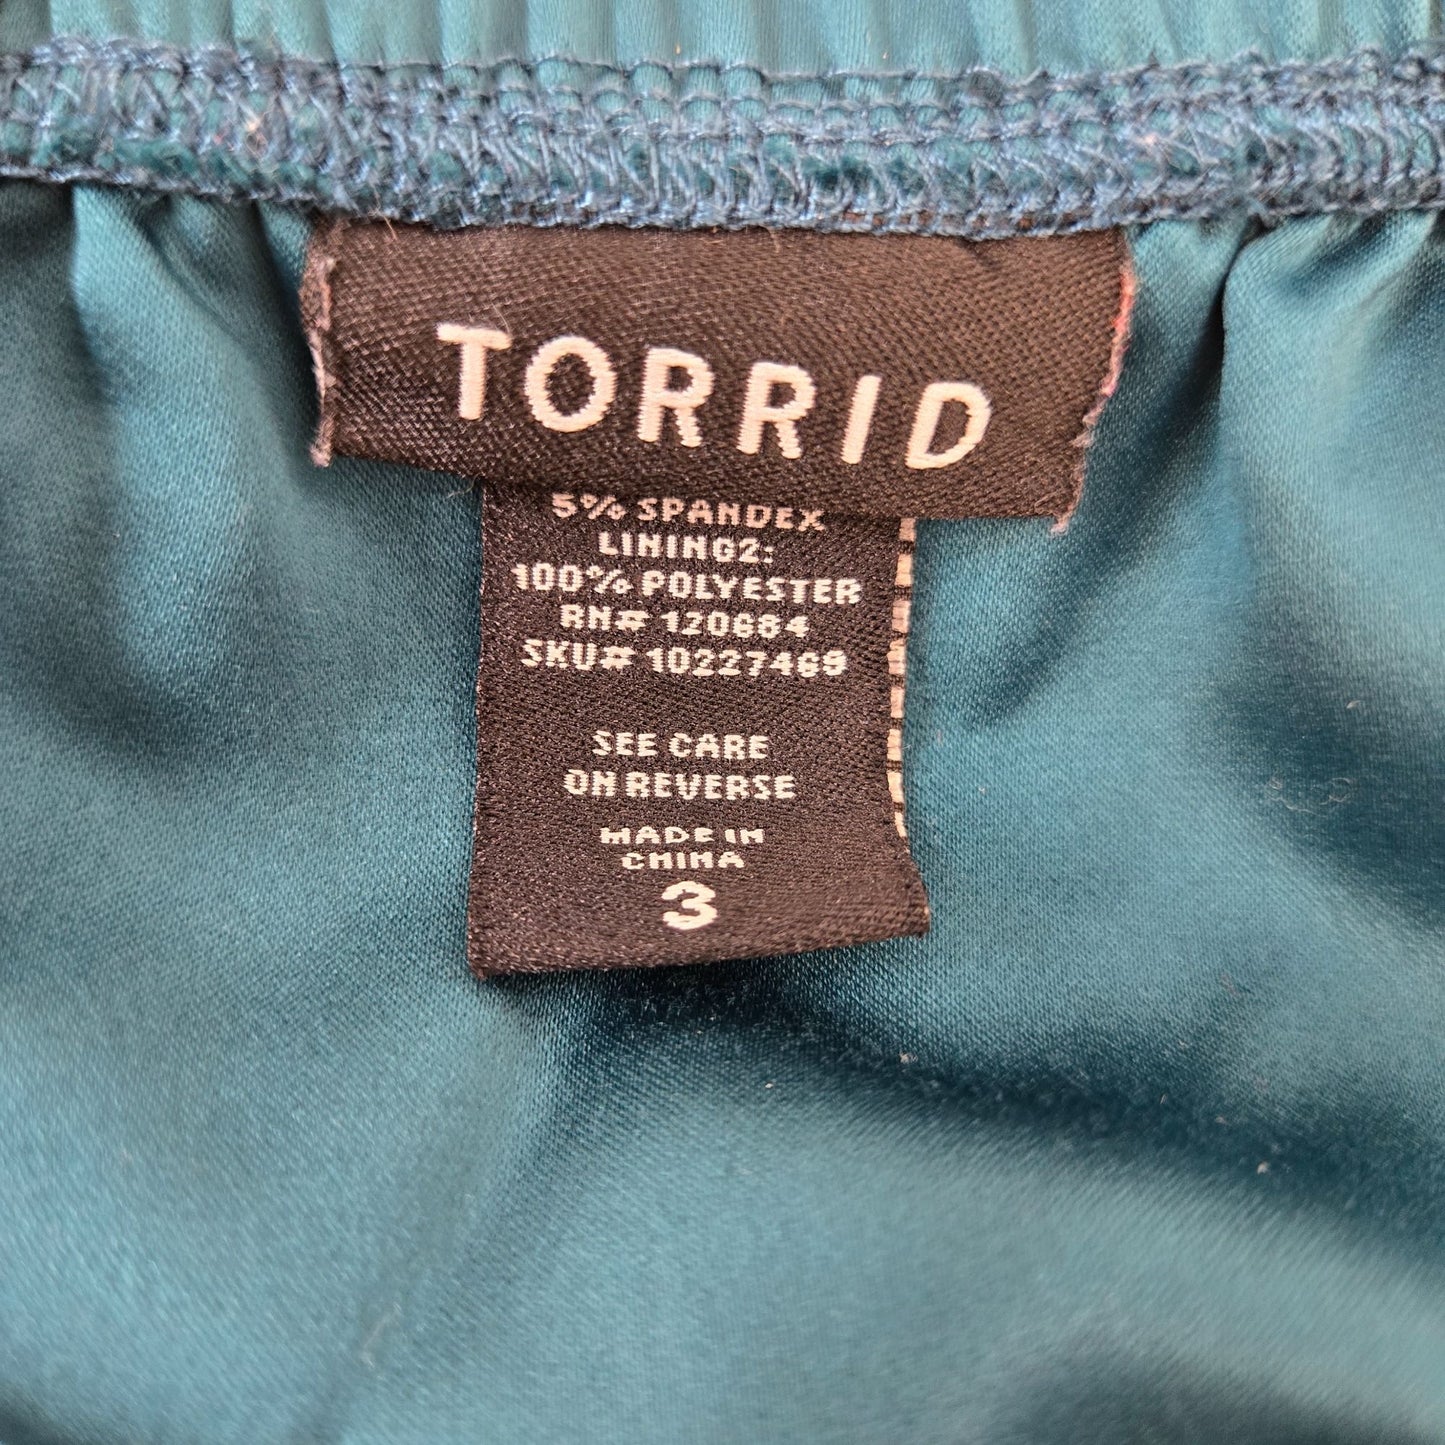 TORRID
5% SPANDEX
LINING2:
100% POLYESTER
RN# 120684
SKU# 10227469
SEE CARE
ON REVERSE
MADE IN
CHINA
3